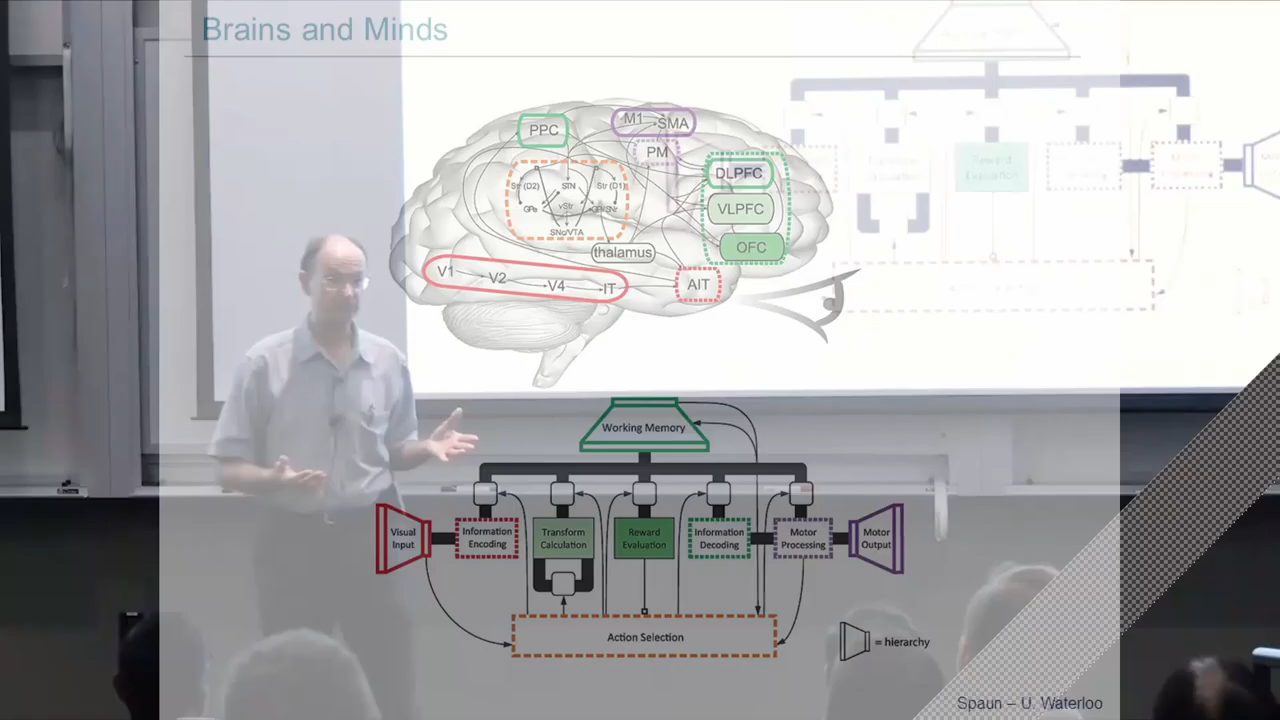 Brains and Minds
PPC
M1
SMA
PM
DLPFC
VLPFC
OFC
Str (D2)
STN
Str (D1)
GPe
vStr
SNc/VTA
thalamus
V1
V2
V4
IT
AIT
Working Memory
Visual
Input
Information
Encoding
Transform
Calculation
Reward
Evaluation
Information
Decoding
Motor
Processing
Motor
Output
Action Selection
= hierarchy
Spaun – U. Waterloo